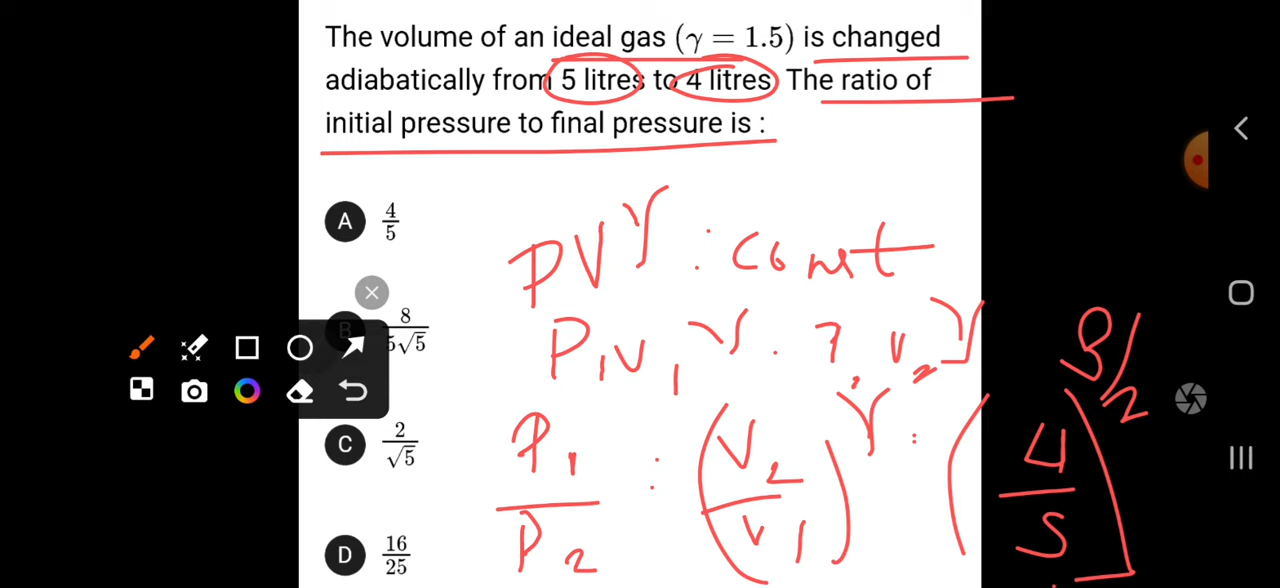 The volume of an ideal gas (γ = 1.5) is changed
adiabatically from 5 litres to 4 litres. The ratio of
initial pressure to final pressure is :
A 4/5
B 8/5√5
C 2/√5
D 16/25
PV^γ : const
P₁V₁^γ : P₂V₂^γ
P₁/P₂ : (V₂/V₁)^γ : (4/5)^3/2